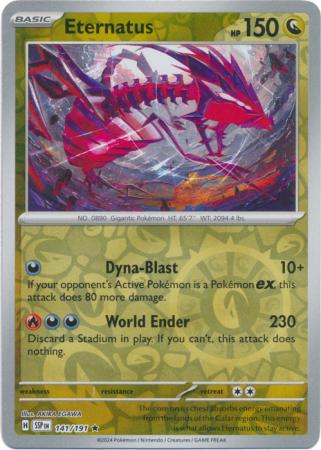 BASIC
Eternatus
HP 150
NO. 0890 Gigantic Pokémon HT: 65'7" WT: 2094.4 lbs.
Dyna-Blast 10+
If your opponent's Active Pokémon is a Pokémon ex, this
attack does 80 more damage.
World Ender 230
Discard a Stadium in play. If you can't, this attack
does nothing.
weakness resistance retreat
Illus. AKIRA EGAWA
H SSP EN 141/191
The core on its chest absorbs energy emanating
from the lands of the Galar region. This energy is
what allows Eternatus to stay active.
©2024 Pokémon / Nintendo / Creatures / GAME FREAK